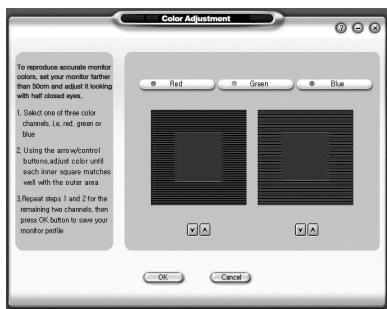 Color Adjustment
To reproduce accurate monitor
colors, set your monitor farther
than 50cm and adjust it looking
with half closed eyes.
1. Select one of three color
channels, i.e, red, green or
blue
2. Using the arrow/control
buttons,adjust color until
each inner square matches
well with the outer area
3.Repeat steps 1 and 2 for the
remaining two channels, then
press OK button to save your
monitor profile
Red
Green
Blue
OK
Cancel